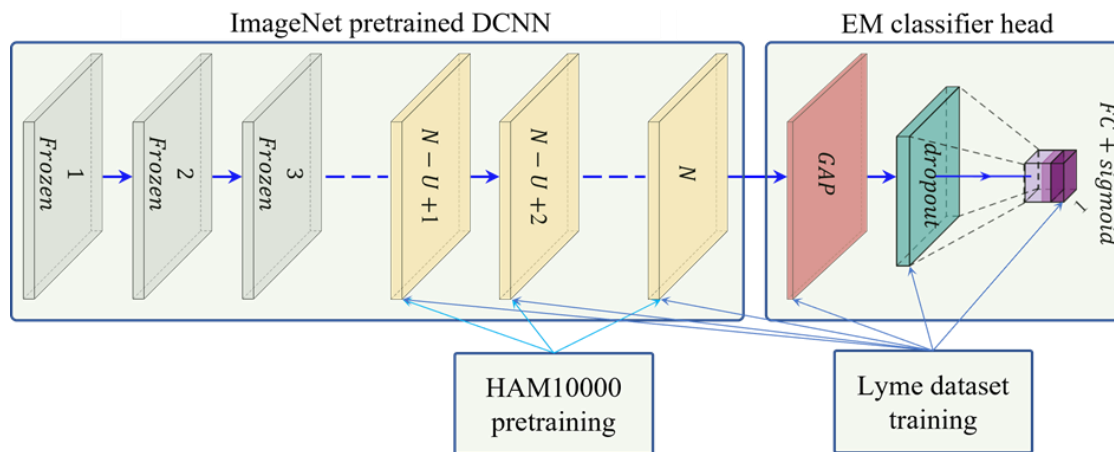 ImageNet pretrained DCNN
EM classifier head
1
Frozen
2
Frozen
3
Frozen
N − U +1
N − U +2
N
GAP
dropout
1
FC + sigmoid
HAM10000
pretraining
Lyme dataset
training